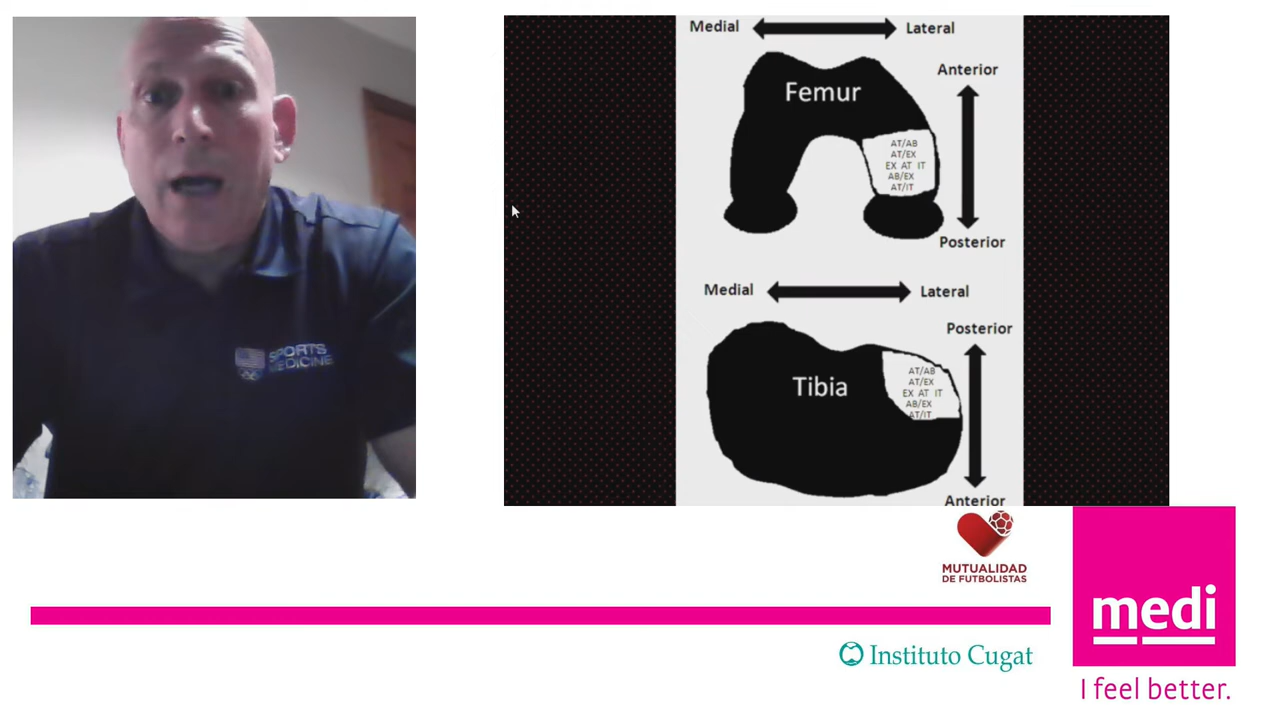 SPORTS
MEDICINE
Medial
Lateral
Femur
Anterior
AT/AB
AT/EX
EX AT IT
AB/EX
AT/IT
Posterior
Medial
Lateral
Posterior
Tibia
AT/AB
AT/EX
EX AT IT
AB/EX
AT/IT
Anterior
MUTUALIDAD
DE FUTBOLISTAS
medi
Instituto Cugat
I feel better.